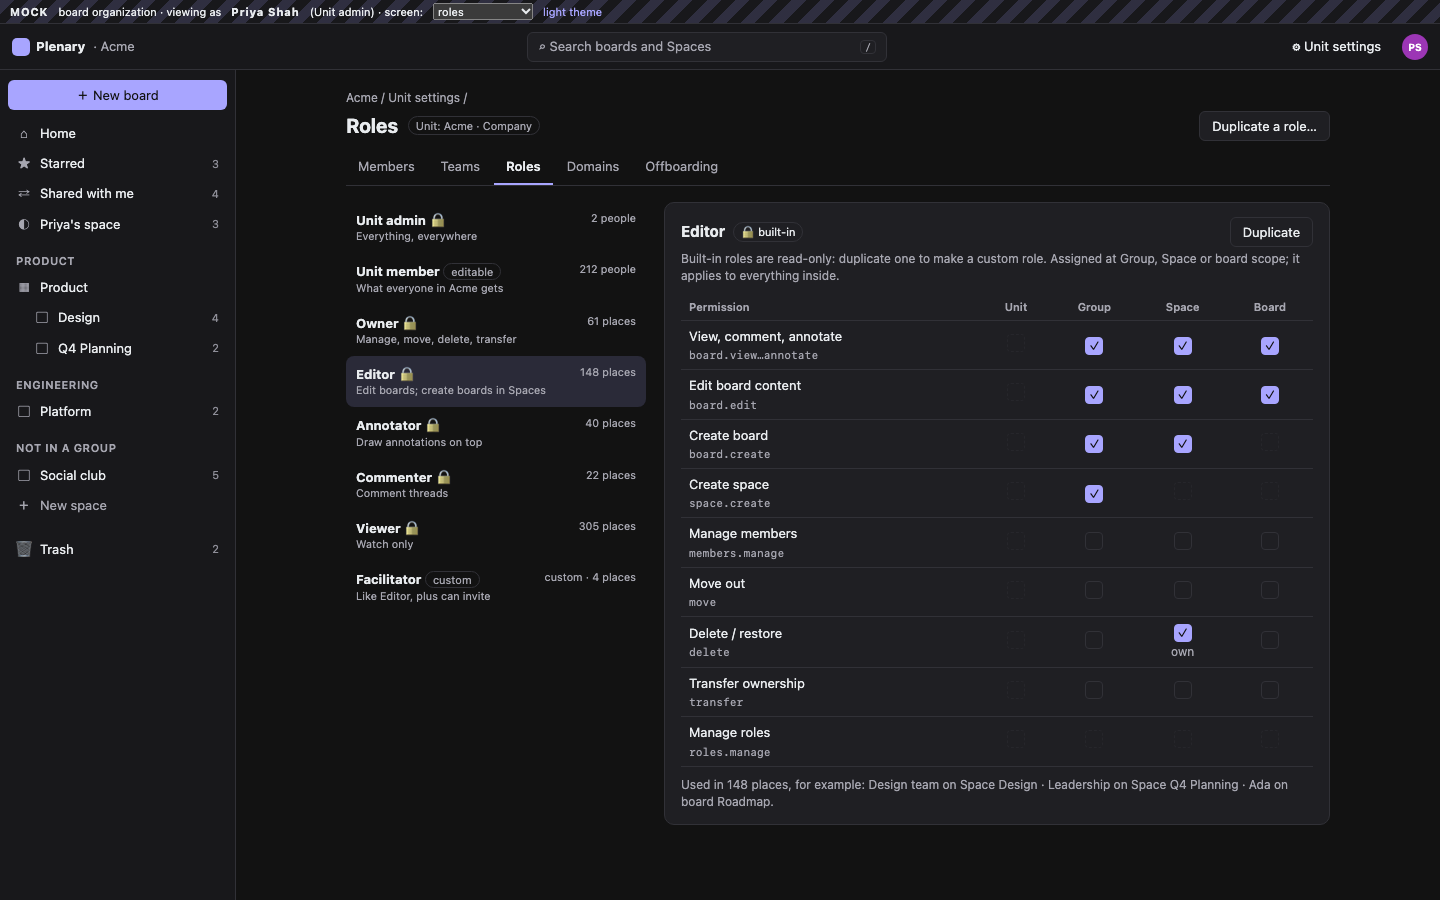 MOCK board organization · viewing as Priya Shah (Unit admin) · screen: roles light theme
Plenary · Acme
Search boards and Spaces /
Unit settings
PS
+ New board
Home
Starred 3
Shared with me 4
Priya's space 3
PRODUCT
Product
Design 4
Q4 Planning 2
ENGINEERING
Platform 2
NOT IN A GROUP
Social club 5
+ New space
Trash 2
Acme / Unit settings /
Roles Unit: Acme · Company
Duplicate a role...
Members Teams Roles Domains Offboarding
Unit admin 2 people
Everything, everywhere
Unit member editable 212 people
What everyone in Acme gets
Owner 61 places
Manage, move, delete, transfer
Editor 148 places
Edit boards; create boards in Spaces
Annotator 40 places
Draw annotations on top
Commenter 22 places
Comment threads
Viewer 305 places
Watch only
Facilitator custom custom · 4 places
Like Editor, plus can invite
Editor built-in Duplicate
Built-in roles are read-only: duplicate one to make a custom role. Assigned at Group, Space or board scope; it
applies to everything inside.
Permission Unit Group Space Board
View, comment, annotate
board.view…annotate
Edit board content
board.edit
Create board
board.create
Create space
space.create
Manage members
members.manage
Move out
move
Delete / restore
delete
own
Transfer ownership
transfer
Manage roles
roles.manage
Used in 148 places, for example: Design team on Space Design · Leadership on Space Q4 Planning · Ada on
board Roadmap.